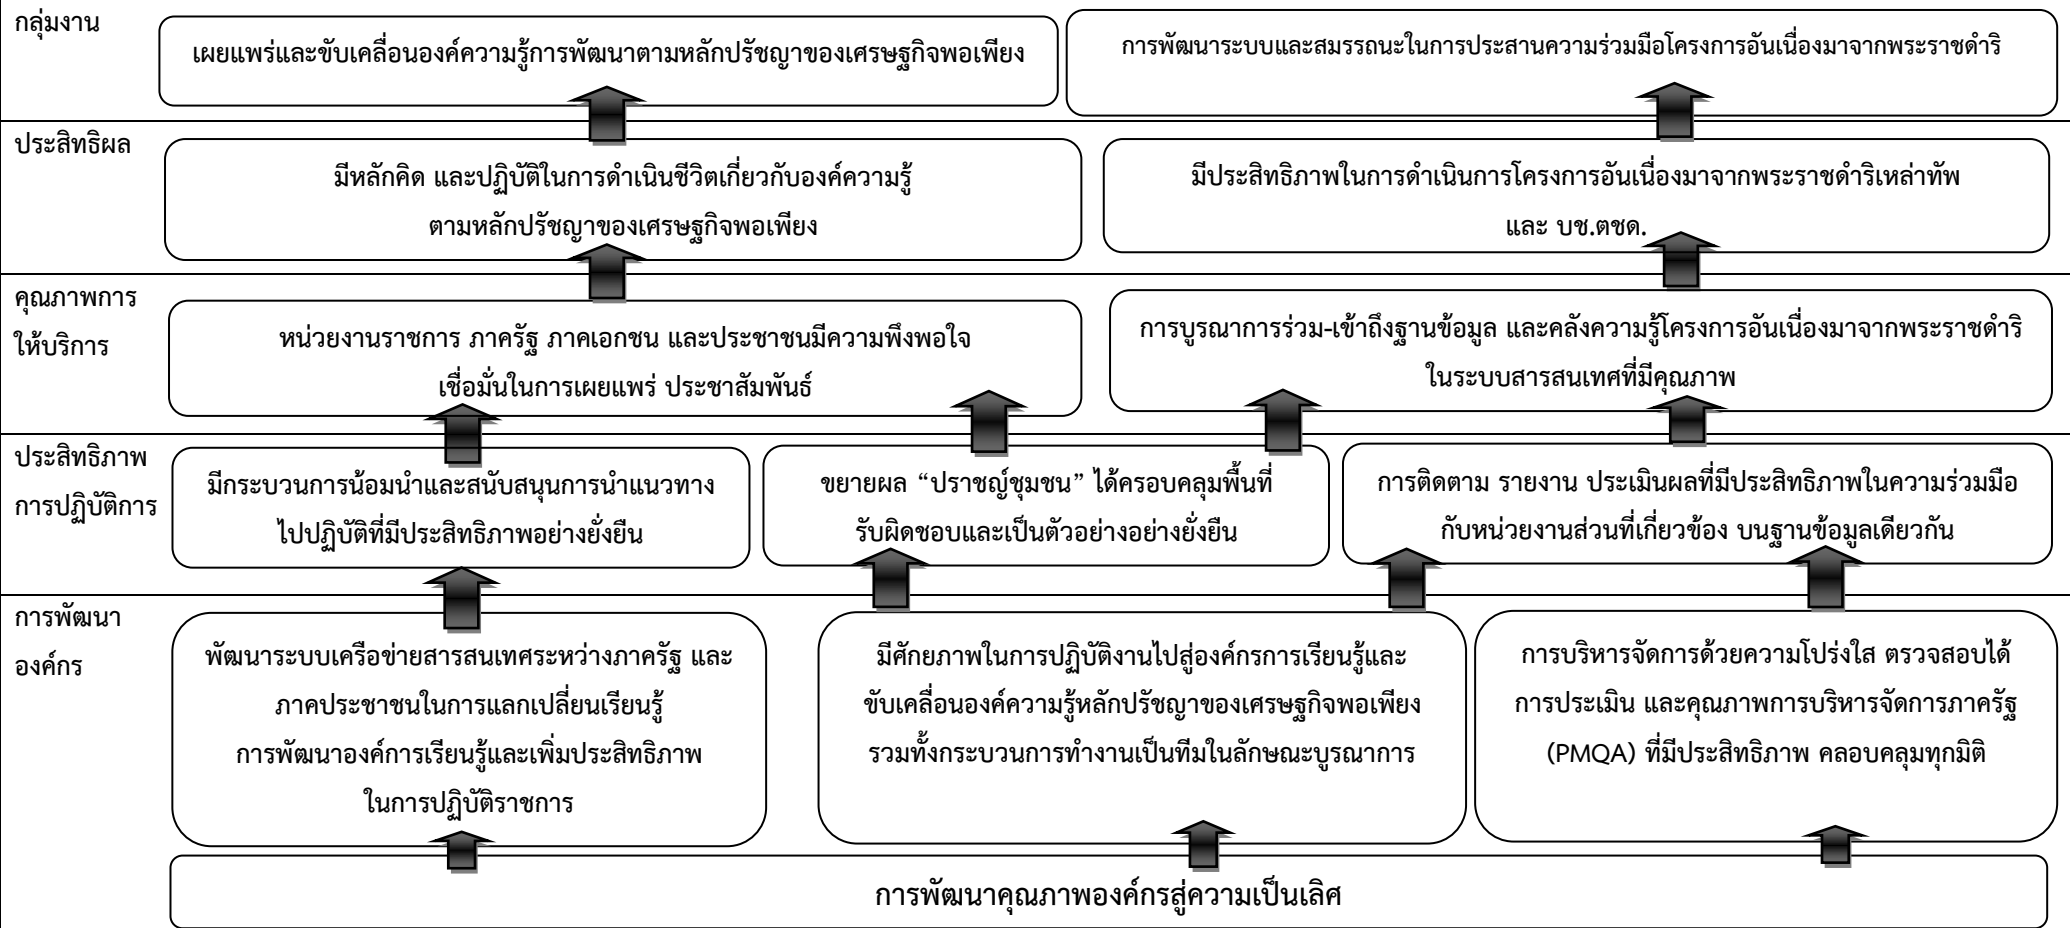 กลุ่มงาน
เผยแพร่และขับเคลื่อนองค์ความรู้การพัฒนาตามหลักปรัชญาของเศรษฐกิจพอเพียง
การพัฒนาระบบและสมรรถนะในการประสานความร่วมมือโครงการอันเนื่องมาจากพระราชดำริ
ประสิทธิผล
มีหลักคิด และปฏิบัติในการดำเนินชีวิตเกี่ยวกับองค์ความรู้
ตามหลักปรัชญาของเศรษฐกิจพอเพียง
มีประสิทธิภาพในการดำเนินการโครงการอันเนื่องมาจากพระราชดำริเหล่าทัพ
และ บช.ตชด.
คุณภาพการ
ให้บริการ
หน่วยงานราชการ ภาครัฐ ภาคเอกชน และประชาชนมีความพึงพอใจ
เชื่อมั่นในการเผยแพร่ ประชาสัมพันธ์
การบูรณาการร่วม-เข้าถึงฐานข้อมูล และคลังความรู้โครงการอันเนื่องมาจากพระราชดำริ
ในระบบสารสนเทศที่มีคุณภาพ
ประสิทธิภาพ
การปฏิบัติการ
มีกระบวนการน้อมนำและสนับสนุนการนำแนวทาง
ไปปฏิบัติที่มีประสิทธิภาพอย่างยั่งยืน
ขยายผล “ปราชญ์ชุมชน” ได้ครอบคลุมพื้นที่
รับผิดชอบและเป็นตัวอย่างอย่างยั่งยืน
การติดตาม รายงาน ประเมินผลที่มีประสิทธิภาพในความร่วมมือ
กับหน่วยงานส่วนที่เกี่ยวข้อง บนฐานข้อมูลเดียวกัน
การพัฒนา
องค์กร
พัฒนาระบบเครือข่ายสารสนเทศระหว่างภาครัฐ และ
ภาคประชาชนในการแลกเปลี่ยนเรียนรู้
การพัฒนาองค์การเรียนรู้และเพิ่มประสิทธิภาพ
ในการปฏิบัติราชการ
มีศักยภาพในการปฏิบัติงานไปสู่องค์กรการเรียนรู้และ
ขับเคลื่อนองค์ความรู้หลักปรัชญาของเศรษฐกิจพอเพียง
รวมทั้งกระบวนการทำงานเป็นทีมในลักษณะบูรณาการ
การบริหารจัดการด้วยความโปร่งใส ตรวจสอบได้
การประเมิน และคุณภาพการบริหารจัดการภาครัฐ
(PMQA) ที่มีประสิทธิภาพ คลอบคลุมทุกมิติ
การพัฒนาคุณภาพองค์กรสู่ความเป็นเลิศ